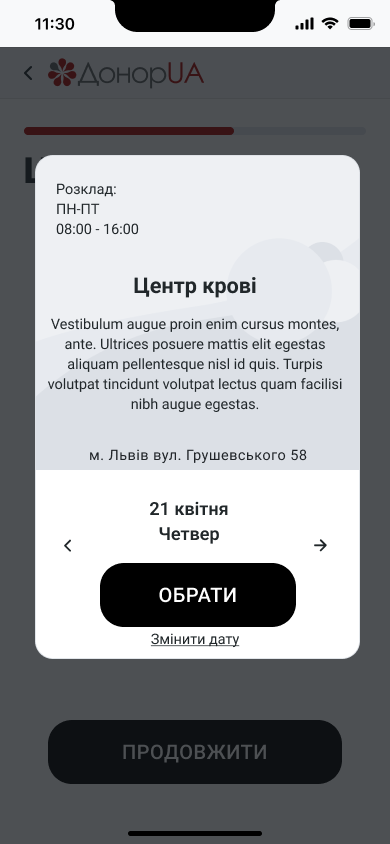 11:30
ДонорUA
Розклад:
ПН-ПТ
08:00 - 16:00
Центр крові
Vestibulum augue proin enim cursus montes,
ante. Ultrices posuere mattis elit egestas
aliquam pellentesque nisl id quis. Turpis
volutpat tincidunt volutpat lectus quam facilisi
nibh augue egestas.
м. Львів вул. Грушевського 58
21 квітня
Четвер
ОБРАТИ
Змінити дату
ПРОДОВЖИТИ